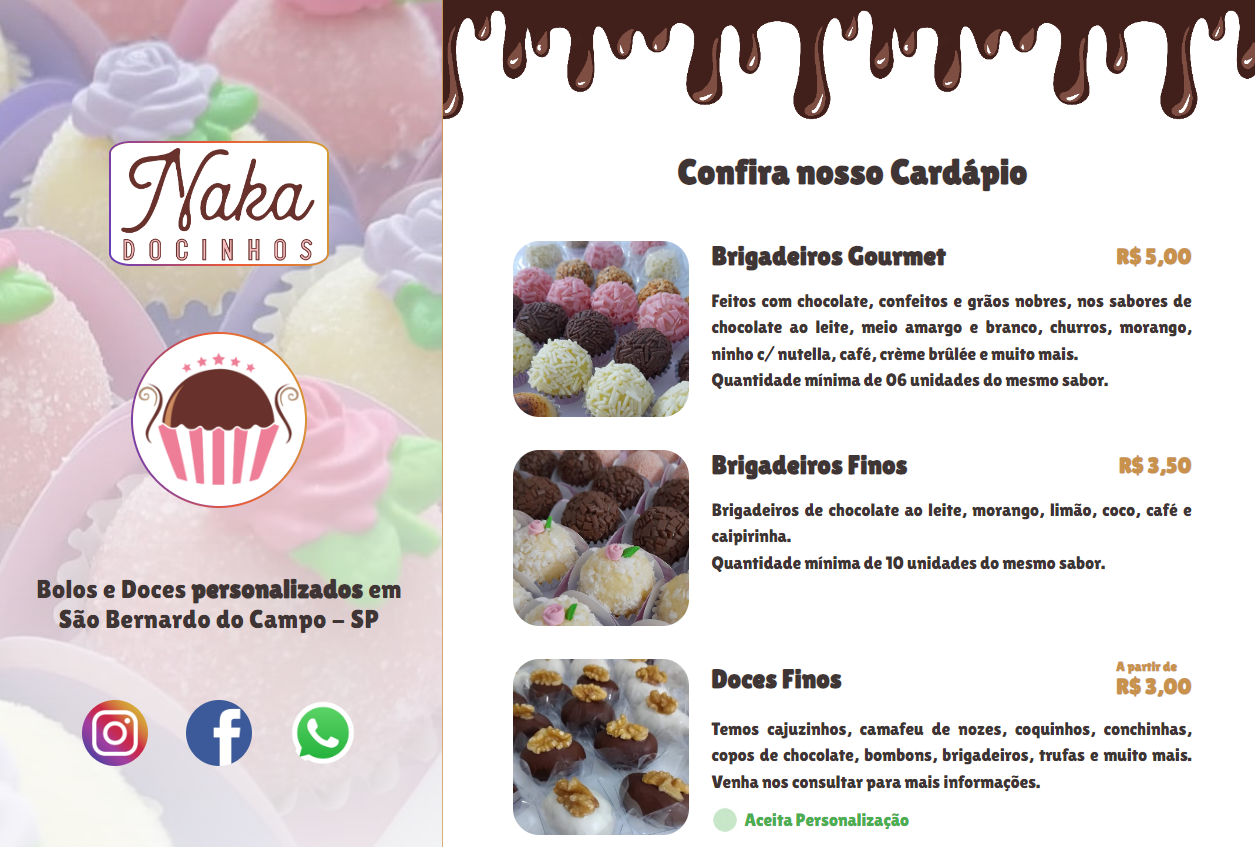 Naka
DOCINHOS
Bolos e Doces personalizados em
São Bernardo do Campo – SP
Confira nosso Cardápio
Brigadeiros Gourmet
R$ 5,00
Feitos com chocolate, confeitos e grãos nobres, nos sabores de
chocolate ao leite, meio amargo e branco, churros, morango,
ninho c/ nutella, café, crème brûlée e muito mais.
Quantidade mínima de 06 unidades do mesmo sabor.
Brigadeiros Finos
R$ 3,50
Brigadeiros de chocolate ao leite, morango, limão, coco, café e
caipirinha.
Quantidade mínima de 10 unidades do mesmo sabor.
Doces Finos
A partir de
R$ 3,00
Temos cajuzinhos, camafeu de nozes, coquinhos, conchinhas,
copos de chocolate, bombons, brigadeiros, trufas e muito mais.
Venha nos consultar para mais informações.
Aceita Personalização